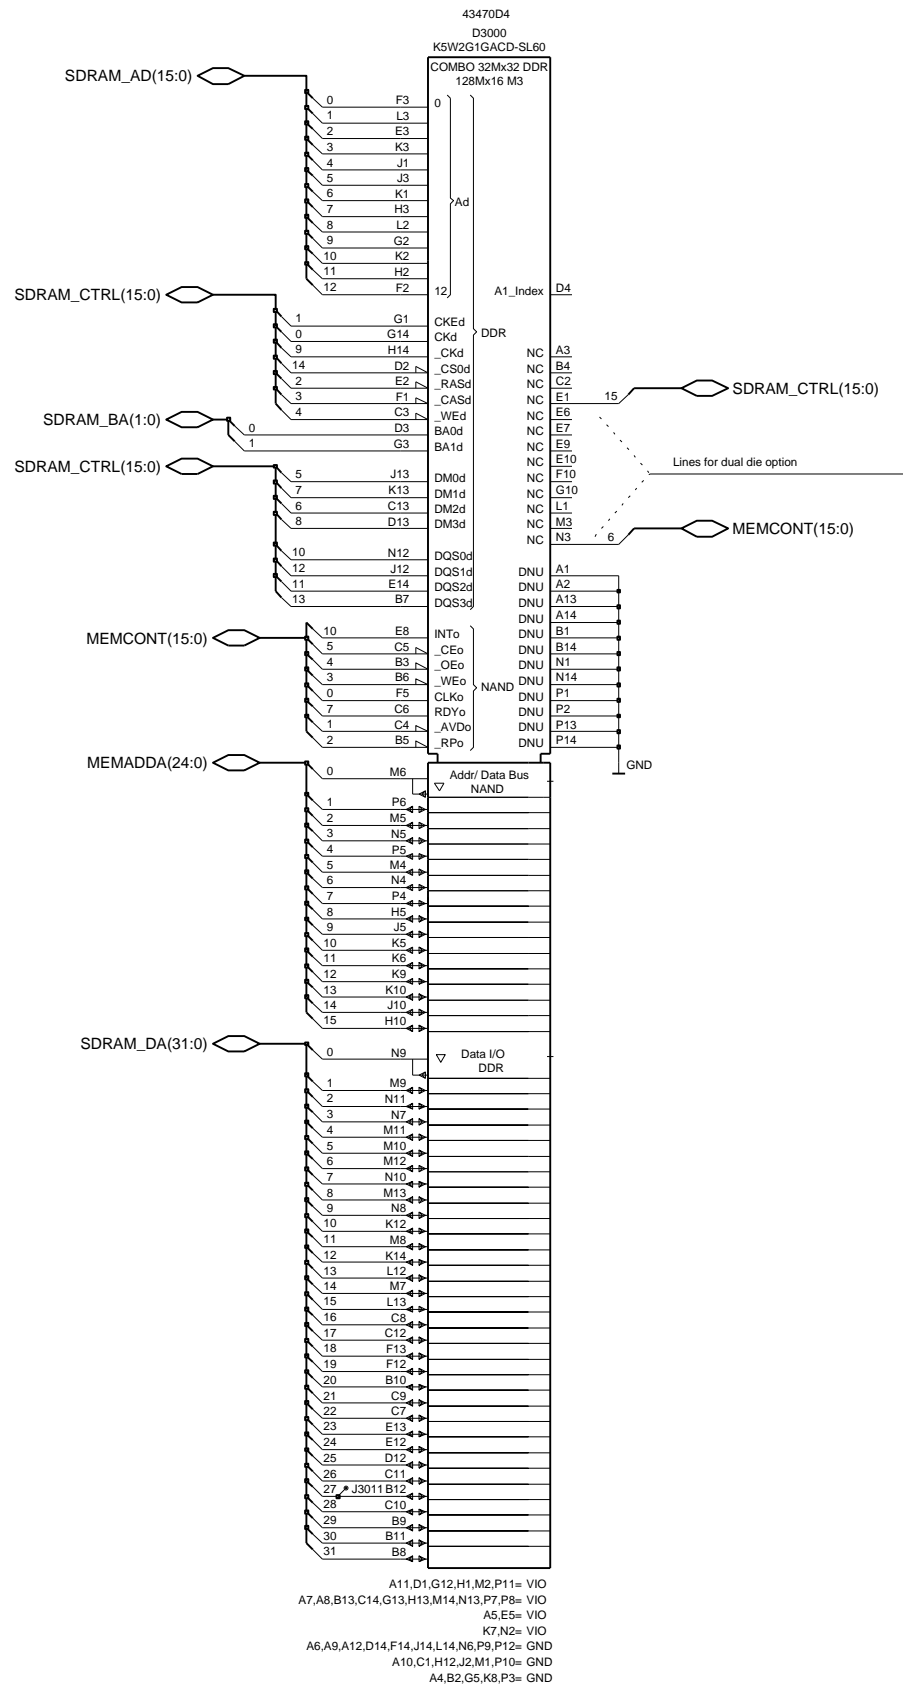 43470D4
D3000
K5W2G1GACD-SL60
COMBO 32Mx32 DDR
128Mx16 M3
SDRAM_AD(15:0)
0 F3 0
1 L3
2 E3
3 K3
4 J1
5 J3
6 K1
Ad
7 H3
8 L2
9 G2
10 K2
11 H2
12 F2 12
A1_Index D4
SDRAM_CTRL(15:0)
1 G1 CKEd
0 G14 CKd
DDR
9 H14 _CKd
14 D2 _CS0d
2 E2 _RASd
3 F1 _CASd
4 C3 _WEd
SDRAM_BA(1:0)
0 D3 BA0d
1 G3 BA1d
SDRAM_CTRL(15:0)
5 J13 DM0d
7 K13 DM1d
6 C13 DM2d
8 D13 DM3d
10 N12 DQS0d
12 J12 DQS1d
11 E14 DQS2d
13 B7 DQS3d
NC A3
NC B4
NC C2
NC E1 15 SDRAM_CTRL(15:0)
NC E6
NC E7
NC E9
NC E10
Lines for dual die option
NC F10
NC G10
NC L1
NC M3
NC N3 6 MEMCONT(15:0)
DNU A1
DNU A2
DNU A13
DNU A14
DNU B1
DNU B14
DNU N1
DNU N14
DNU P1
DNU P2
DNU P13
DNU P14
GND
MEMCONT(15:0)
10 E8 INTo
5 C5 _CEo
4 B3 _OEo
3 B6 _WEo
NAND
0 F5 CLKo
7 C6 RDYo
1 C4 _AVDo
2 B5 _RPo
MEMADDA(24:0)
0 M6 Addr/ Data Bus
NAND
1 P6
2 M5
3 N5
4 P5
5 M4
6 N4
7 P4
8 H5
9 J5
10 K5
11 K6
12 K9
13 K10
14 J10
15 H10
SDRAM_DA(31:0)
0 N9 Data I/O
DDR
1 M9
2 N11
3 N7
4 M11
5 M10
6 M12
7 N10
8 M13
9 N8
10 K12
11 M8
12 K14
13 L12
14 M7
15 L13
16 C8
17 C12
18 F13
19 F12
20 B10
21 C9
22 C7
23 E13
24 E12
25 D12
26 C11
27 J3011 B12
28 C10
29 B9
30 B11
31 B8
A11,D1,G12,H1,M2,P11= VIO
A7,A8,B13,C14,G13,H13,M14,N13,P7,P8= VIO
A5,E5= VIO
K7,N2= VIO
A6,A9,A12,D14,F14,J14,L14,N6,P9,P12= GND
A10,C1,H12,J2,M1,P10= GND
A4,B2,G5,K8,P3= GND